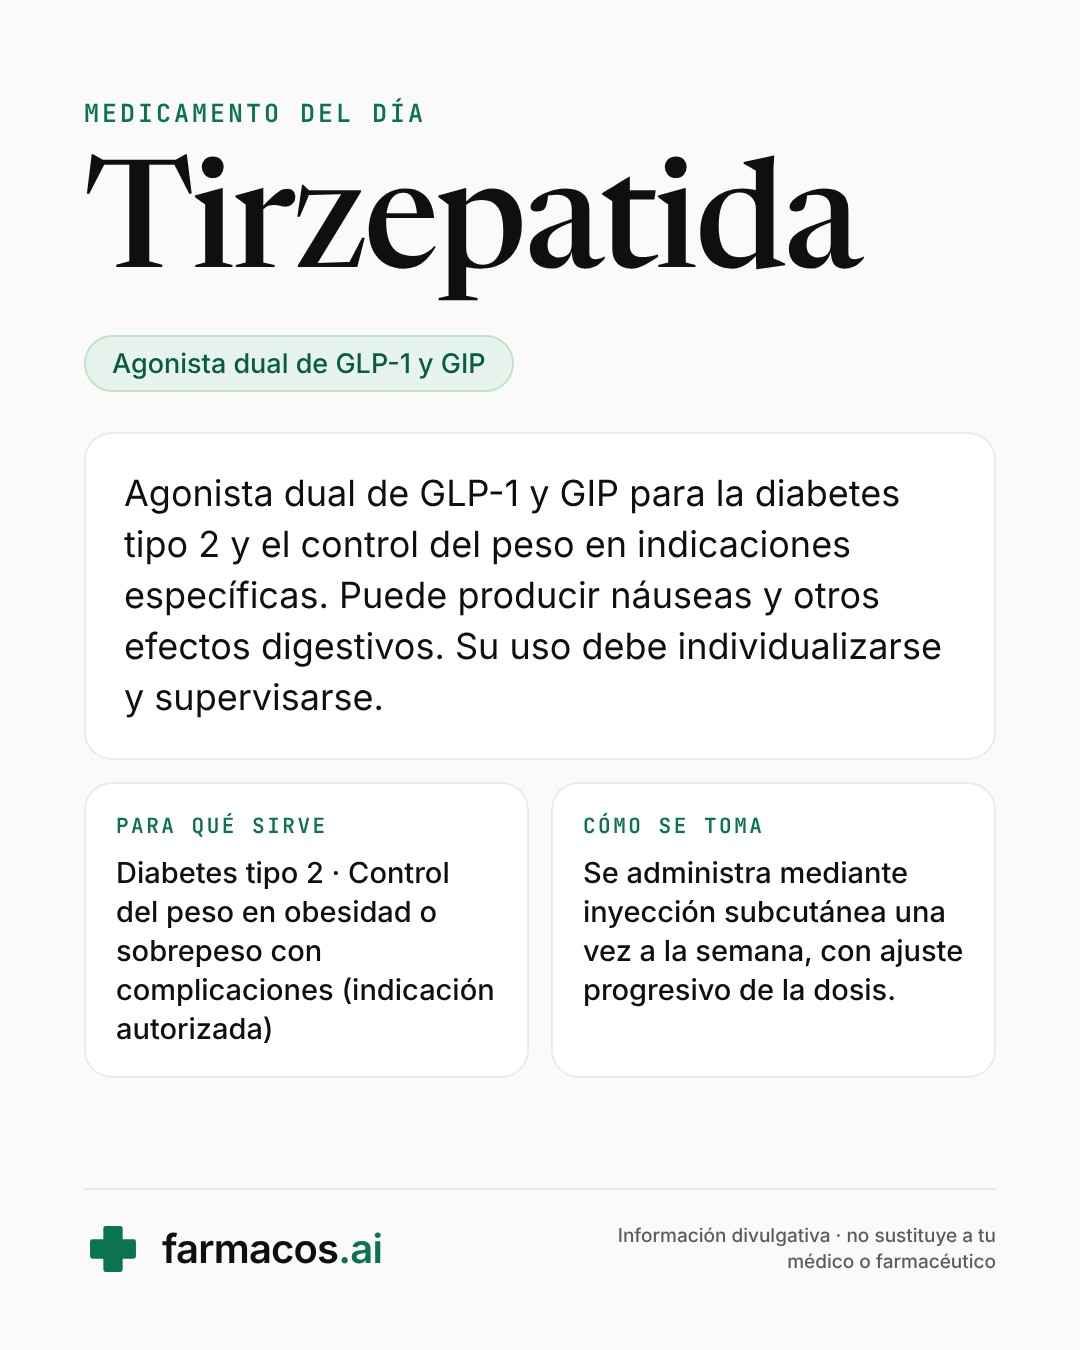 MEDICAMENTO DEL DÍA
Tirzepatida
Agonista dual de GLP-1 y GIP
Agonista dual de GLP-1 y GIP para la diabetes
tipo 2 y el control del peso en indicaciones
específicas. Puede producir náuseas y otros
efectos digestivos. Su uso debe individualizarse
y supervisarse.
PARA QUÉ SIRVE
Diabetes tipo 2 · Control
del peso en obesidad o
sobrepeso con
complicaciones (indicación
autorizada)
CÓMO SE TOMA
Se administra mediante
inyección subcutánea una
vez a la semana, con ajuste
progresivo de la dosis.
farmacos.ai
Información divulgativa · no sustituye a tu
médico o farmacéutico